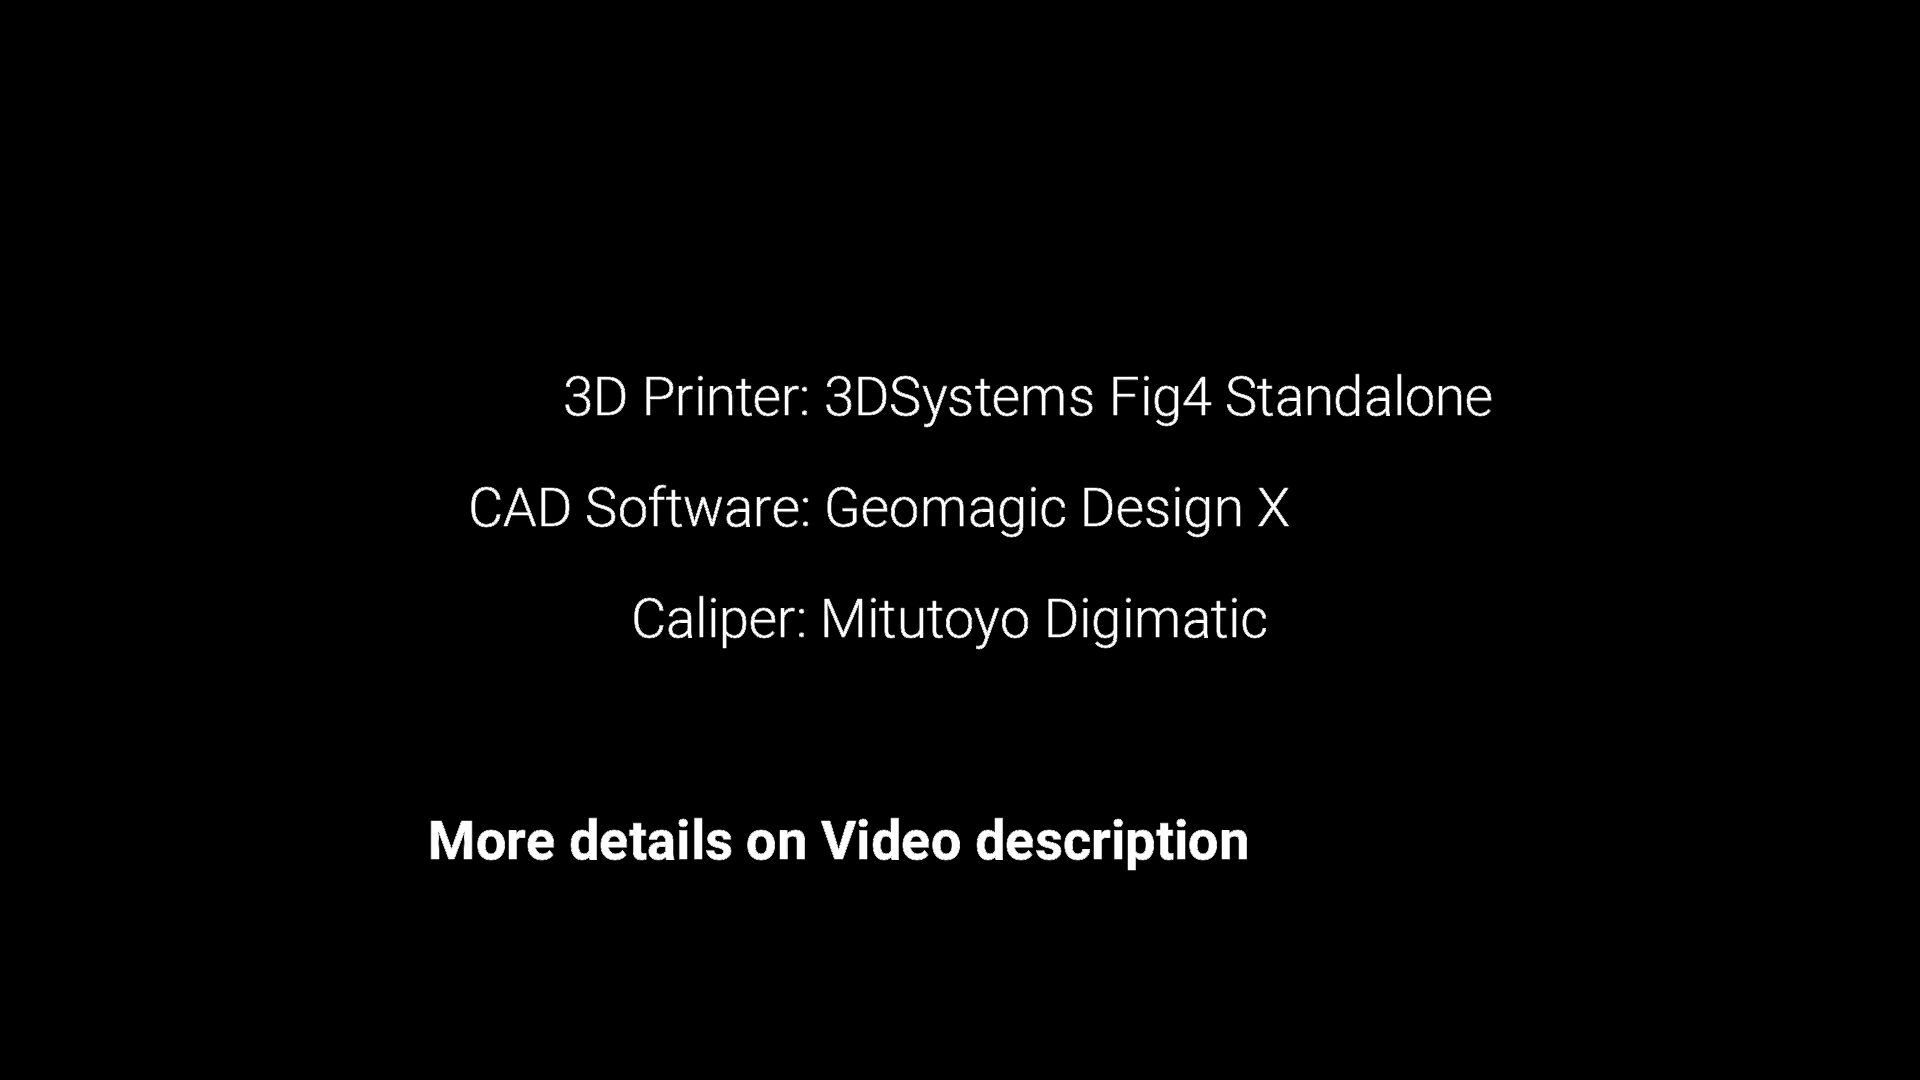 3D Printer: 3DSystems Fig4 Standalone
CAD Software: Geomagic Design X
Caliper: Mitutoyo Digimatic
More details on Video description